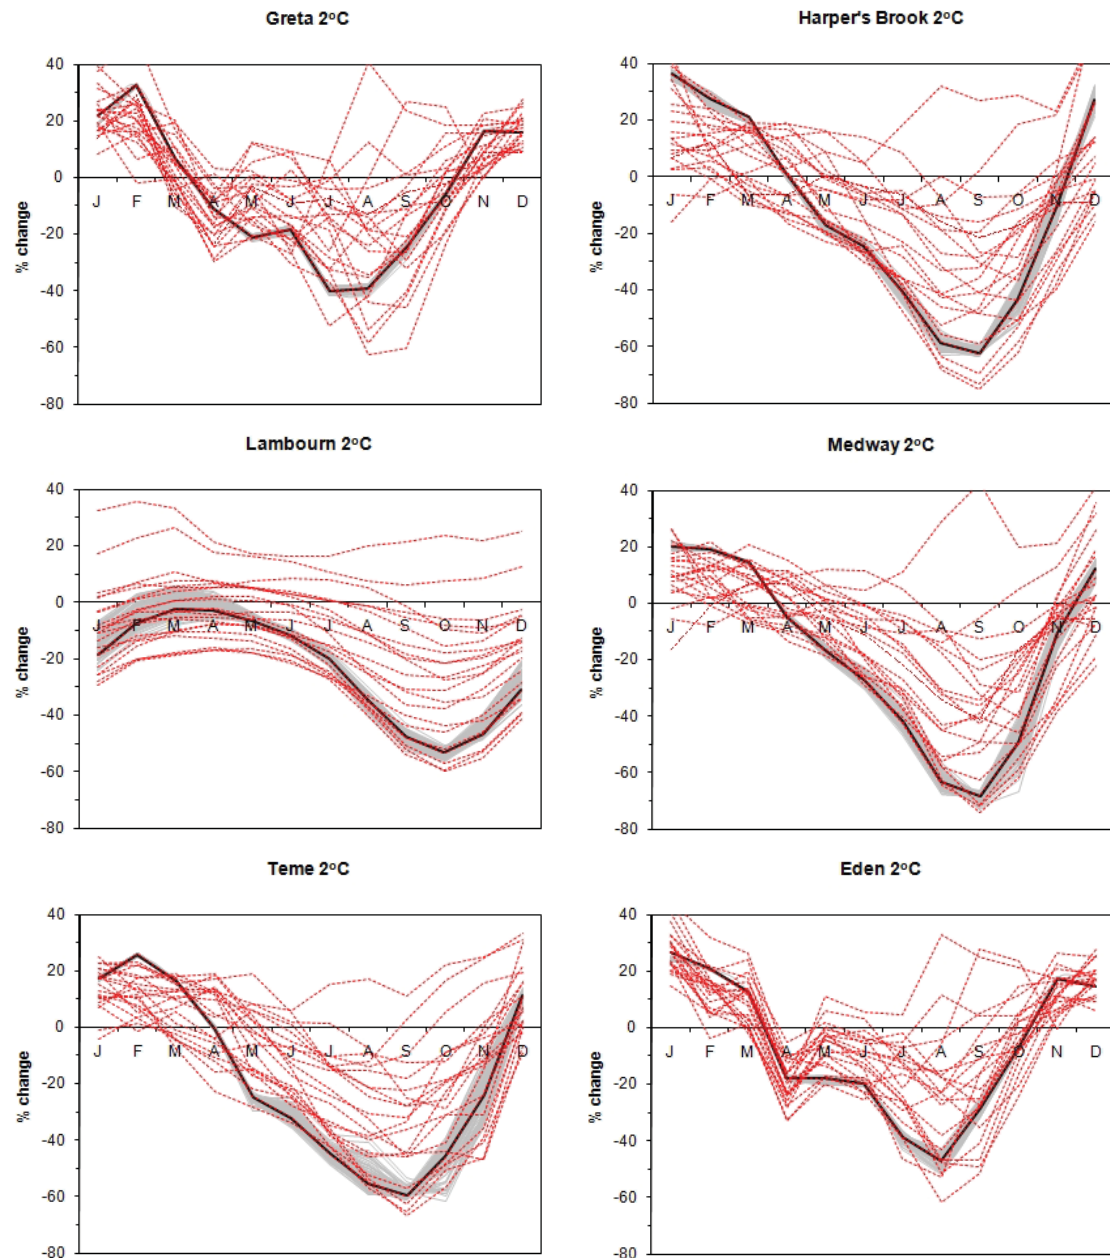 Greta 2°C
40
20
0
-20
-40
-60
-80
% change
J F M A M J J A S O N D
Harper's Brook 2°C
40
20
0
-20
-40
-60
-80
% change
J F M A M J J A S O N D
Lambourn 2°C
40
20
0
-20
-40
-60
-80
% change
J F M A M J J A S O N D
Medway 2°C
40
20
0
-20
-40
-60
-80
% change
J F M A M J J A S O N D
Teme 2°C
40
20
0
-20
-40
-60
-80
% change
J F M A M J J A S O N D
Eden 2°C
40
20
0
-20
-40
-60
-80
% change
J F M A M J J A S O N D